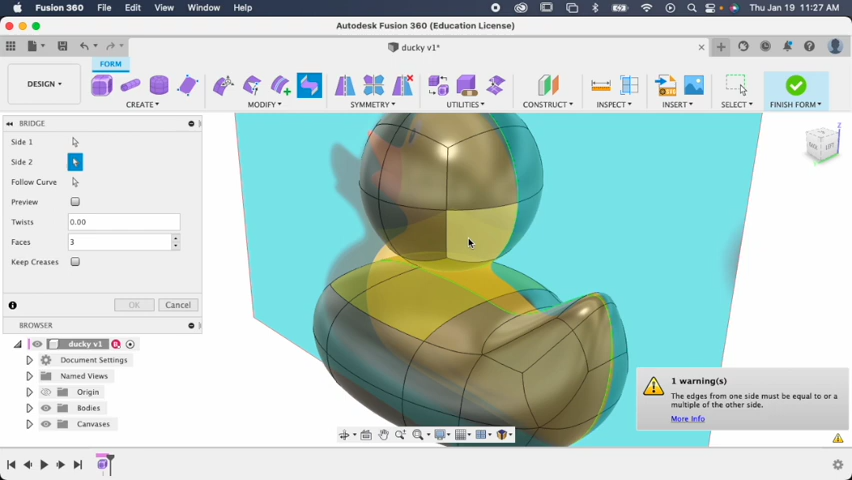 Fusion 360 File Edit View Window Help Thu Jan 19 11:27 AM
Autodesk Fusion 360 (Education License)
ducky v1*
FORM
DESIGN
CREATE MODIFY SYMMETRY UTILITIES CONSTRUCT INSPECT INSERT SELECT FINISH FORM
BRIDGE
Side 1
Side 2
Follow Curve
Preview
Twists 0.00
Faces 3
Keep Creases
OK Cancel
BROWSER
ducky v1
Document Settings
Named Views
Origin
Bodies
Canvases
Z
1 warning(s)
The edges from one side must be equal to or a
multiple of the other side.
More Info